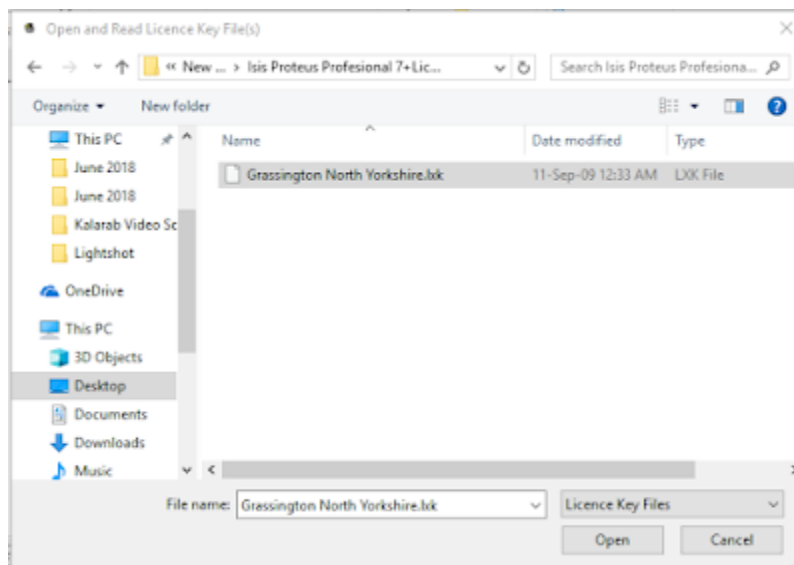 Open and Read Licence Key File(s)
« New ... > Isis Proteus Profesional 7+Lic...
Search Isis Proteus Profesiona...
Organize
New folder
This PC
June 2018
June 2018
Kalarab Video Sc
Lightshot
OneDrive
This PC
3D Objects
Desktop
Documents
Downloads
Music
Name
Date modified
Type
Grassington North Yorkshire.lxk
11-Sep-09 12:33 AM
LXK File
File name:
Grassington North Yorkshire.lxk
Licence Key Files
Open
Cancel